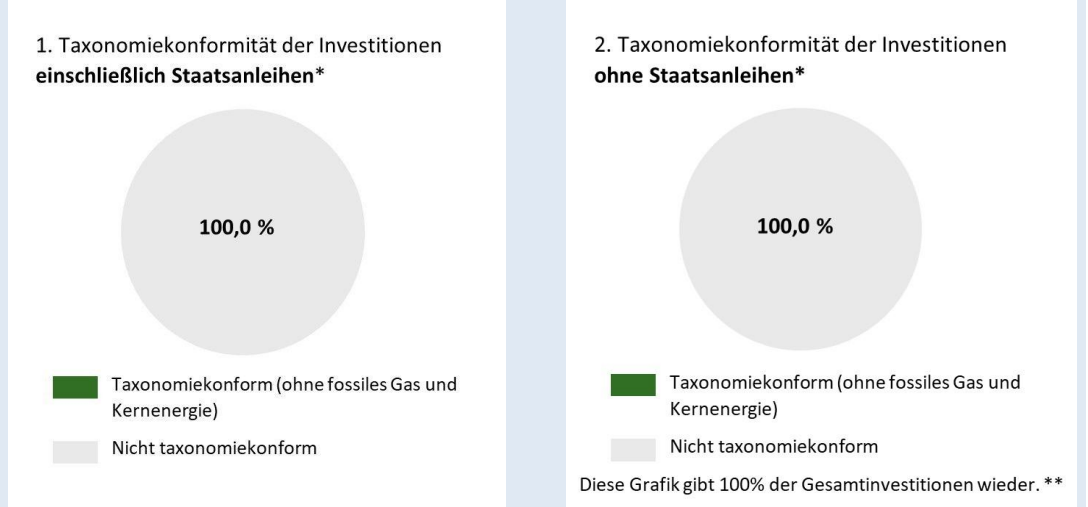 1. Taxonomiekonformität der Investitionen
einschließlich Staatsanleihen*
100,0 %
Taxonomiekonform (ohne fossiles Gas und
Kernenergie)
Nicht taxonomiekonform
2. Taxonomiekonformität der Investitionen
ohne Staatsanleihen*
100,0 %
Taxonomiekonform (ohne fossiles Gas und
Kernenergie)
Nicht taxonomiekonform
Diese Grafik gibt 100% der Gesamtinvestitionen wieder. **